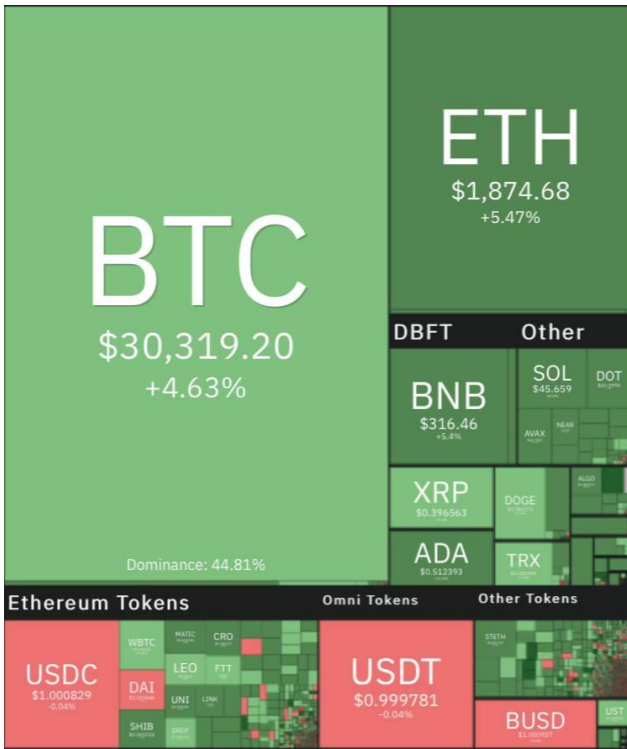 BTC
$30,319.20
+4.63%
Dominance: 44.81%
ETH
$1,874.68
+5.47%
DBFT
Other
BNB
$316.46
+5.4%
SOL
$45.659
DOT
AVAX
NEAR
XRP
$0.396563
DOGE
ALGO
ADA
$0.512393
TRX
Ethereum Tokens
Omni Tokens
Other Tokens
USDC
$1.000829
-0.04%
WBTC
MATIC
CRO
DAI
LEO
FTT
UNI
LINK
SHIB
USDT
$0.999781
-0.04%
STETH
BUSD
$1.000937
UST